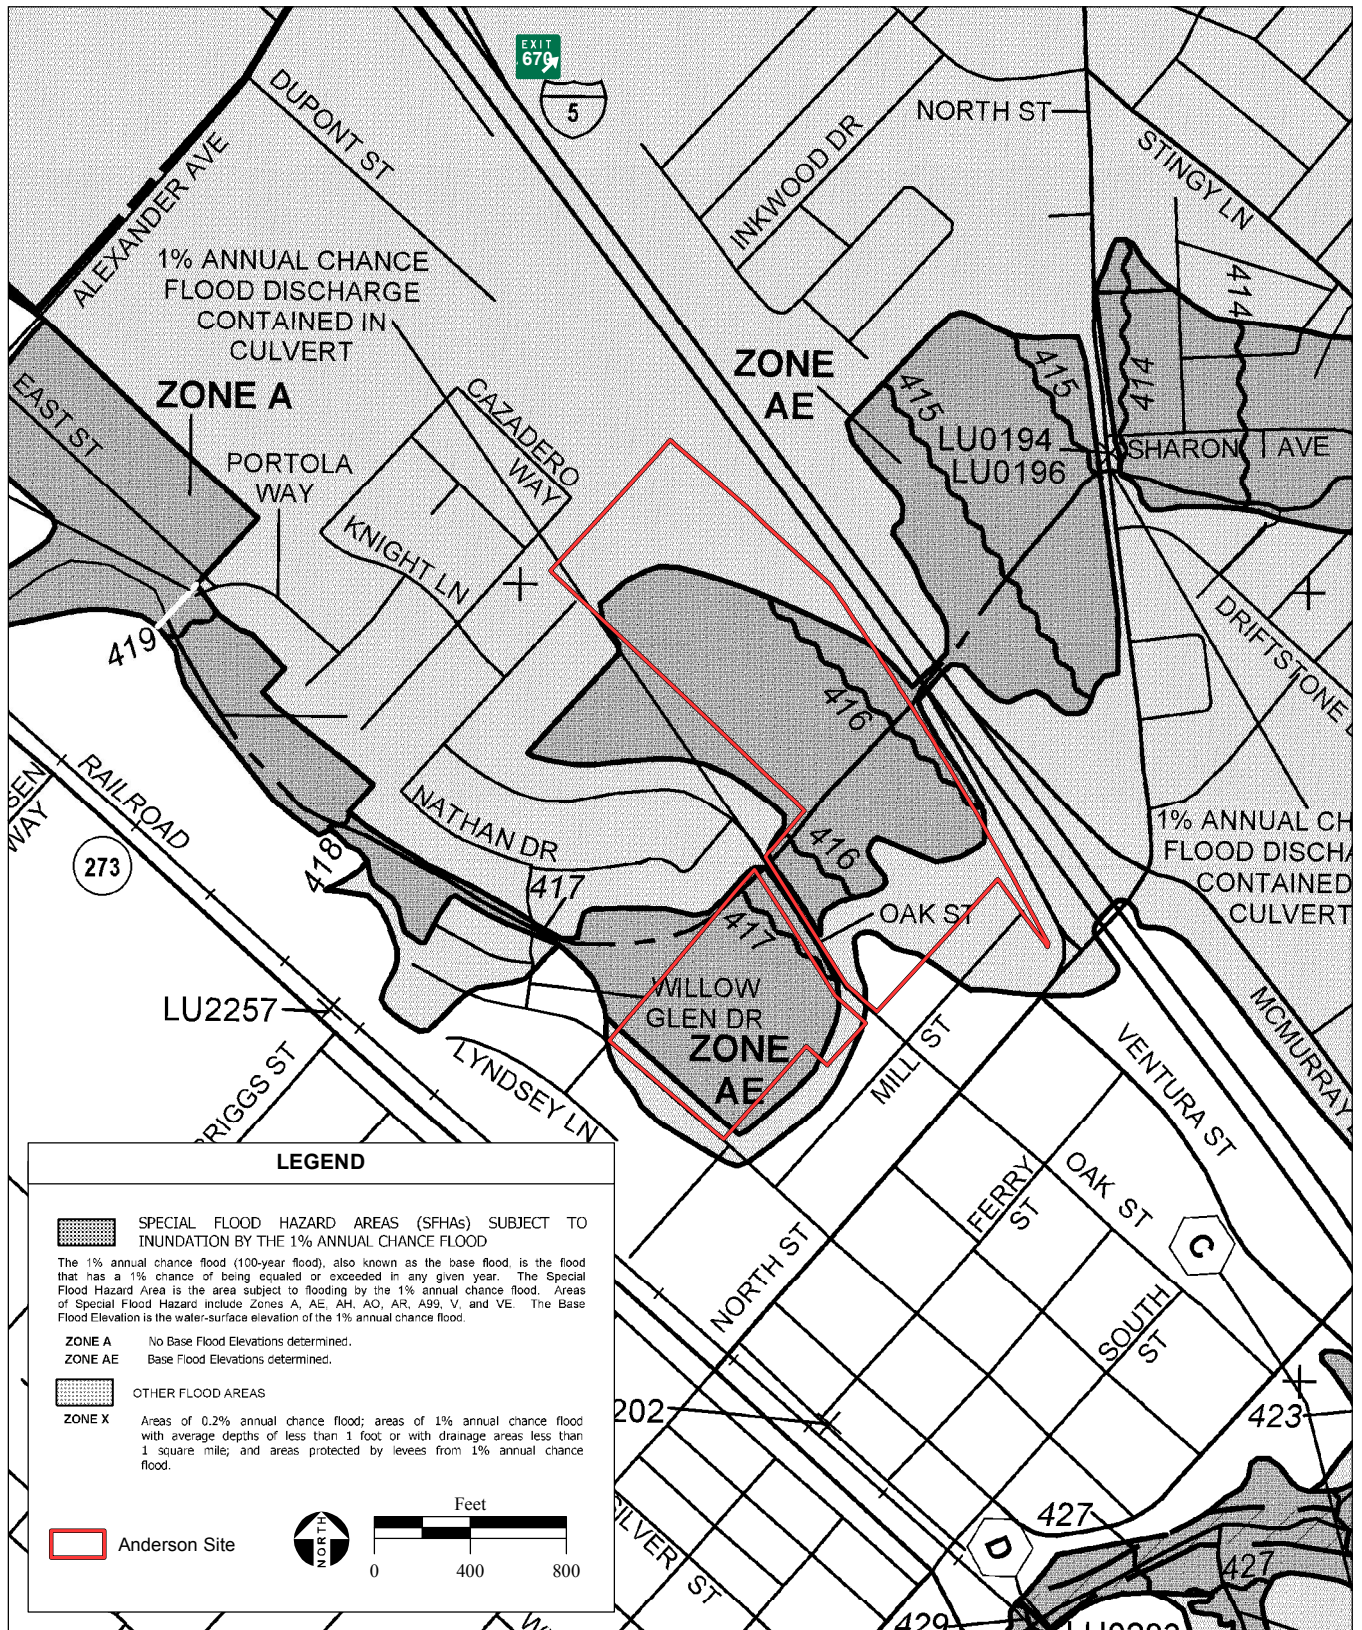 EXIT
670
5
NORTH ST
DUPONT ST
STINGY LN
INKWOOD DR
ALEXANDER AVE
1% ANNUAL CHANCE
FLOOD DISCHARGE
CONTAINED IN
CULVERT
414
414
ZONE
AE
415
415
EAST ST
ZONE A
CAZADERO
WAY
LU0194
LU0196
SHARON
AVE
PORTOLA
WAY
KNIGHT LN
DRIFTSTONE
419
416
RAILROAD
WAY
273
NATHAN DR
416
1% ANNUAL CH
FLOOD DISCHA
CONTAINED
CULVERT
418
417
417
OAK ST
WILLOW
GLEN DR
LU2257
ZONE
AE
MILL ST
VENTURA ST
MCMURRAY
LYNDSEY LN
BRIGGS ST
LEGEND
SPECIAL FLOOD HAZARD AREAS (SFHAs) SUBJECT TO
INUNDATION BY THE 1% ANNUAL CHANCE FLOOD
The 1% annual chance flood (100-year flood), also known as the base flood, is the flood
that has a 1% chance of being equaled or exceeded in any given year. The Special
Flood Hazard Area is the area subject to flooding by the 1% annual chance flood. Areas
of Special Flood Hazard include Zones A, AE, AH, AO, AR, A99, V, and VE. The Base
Flood Elevation is the water-surface elevation of the 1% annual chance flood.
ZONE A No Base Flood Elevations determined.
ZONE AE Base Flood Elevations determined.
OTHER FLOOD AREAS
ZONE X Areas of 0.2% annual chance flood; areas of 1% annual chance flood
with average depths of less than 1 foot or with drainage areas less than
1 square mile; and areas protected by levees from 1% annual chance
flood.
Anderson Site
NORTH
Feet
0 400 800
FERRY
ST
OAK ST
C
NORTH ST
SOUTH
ST
202
423
SILVER ST
427
D
427
429